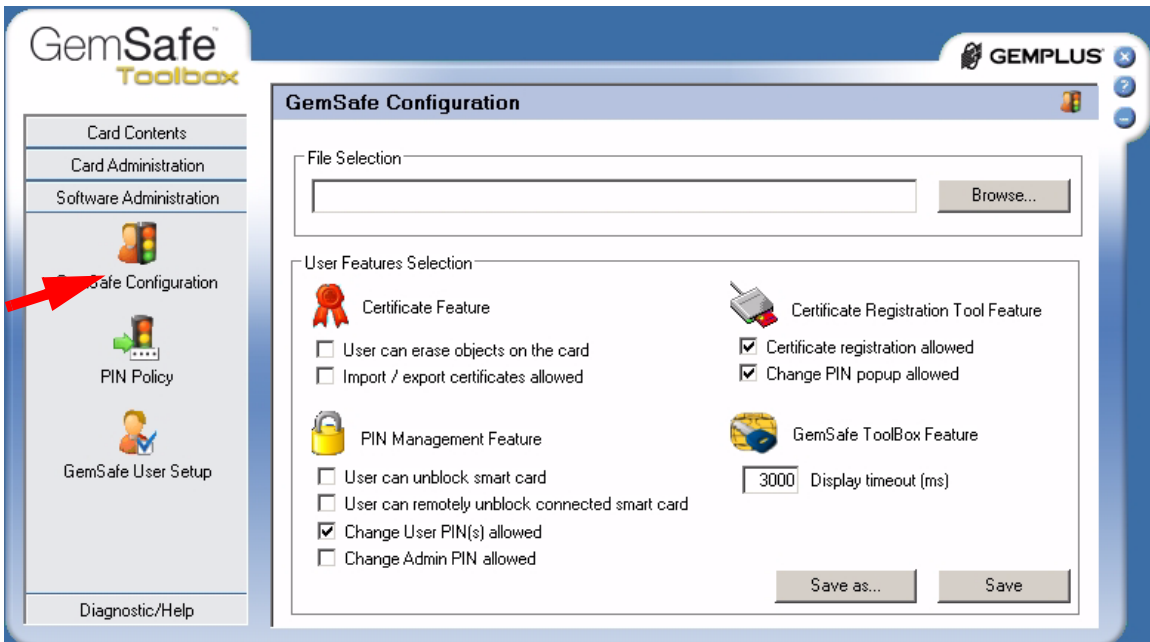 GemSafe
Toolbox
GEMPLUS
GemSafe Configuration
Card Contents
Card Administration
Software Administration
Safe Configuration
PIN Policy
GemSafe User Setup
Diagnostic/Help
File Selection
Browse...
User Features Selection
Certificate Feature
User can erase objects on the card
Import / export certificates allowed
Certificate Registration Tool Feature
Certificate registration allowed
Change PIN popup allowed
PIN Management Feature
User can unblock smart card
User can remotely unblock connected smart card
Change User PIN(s) allowed
Change Admin PIN allowed
GemSafe ToolBox Feature
3000 Display timeout (ms)
Save as...
Save